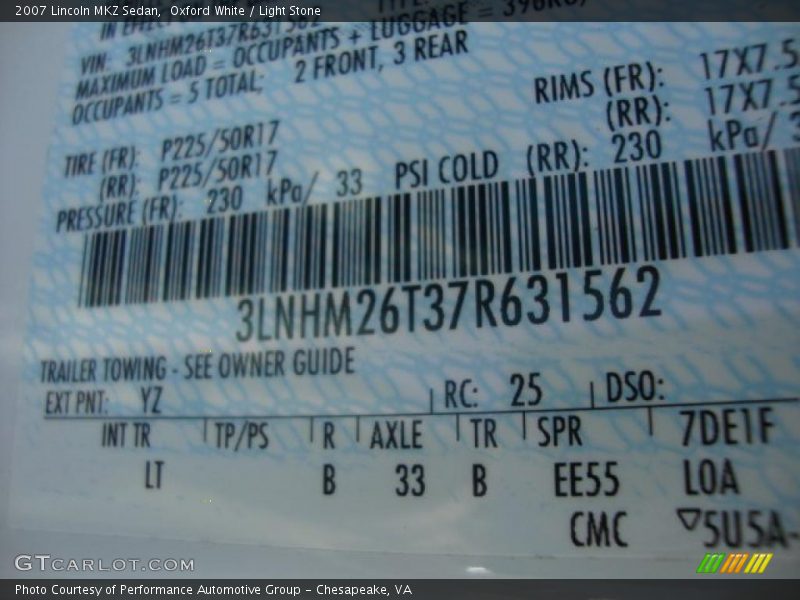 2007 Lincoln MKZ Sedan, Oxford White / Light Stone
VIN: 3LNHM26T37R631562
MAXIMUM LOAD = OCCUPANTS + LUGGAGE = 396KG/
OCCUPANTS = 5 TOTAL; 2 FRONT, 3 REAR
RIMS (FR): 17X7.5
(RR): 17X7.5
TIRE (FR): P225/50R17
(RR): P225/50R17
PRESSURE (FR): 230 kPa/ 33 PSI COLD (RR): 230 kPa/ 3
3LNHM26T37R631562
TRAILER TOWING - SEE OWNER GUIDE
EXT PNT: YZ RC: 25 DSO:
INT TR TP/PS R AXLE TR SPR 7DE1F
LT B 33 B EE55 LOA
CMC ▽5U5A-
GTCARLOT.COM
Photo Courtesy of Performance Automotive Group – Chesapeake, VA